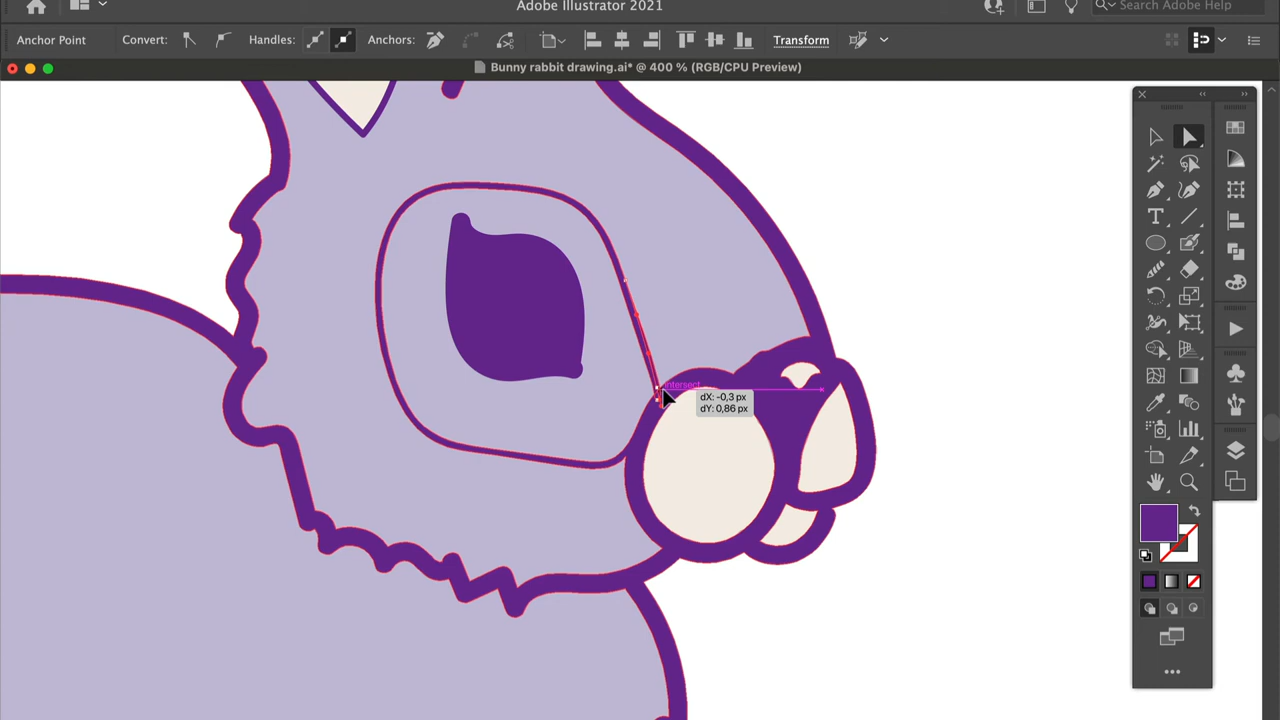 Adobe Illustrator 2021
Search Adobe Help
Anchor Point
Convert:
Handles:
Anchors:
Transform
Bunny rabbit drawing.ai* @ 400 % (RGB/CPU Preview)
intersect
dX: -0,3 px
dY: 0,86 px